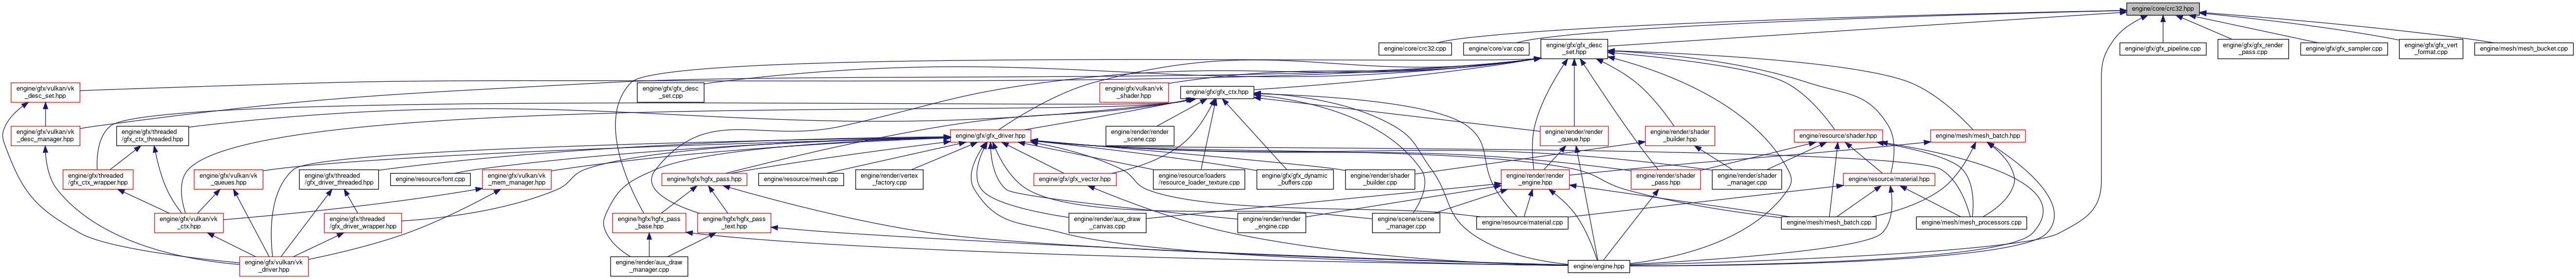 engine/core/crc32.hpp
engine/core/crc32.cpp
engine/core/var.cpp
engine/gfx/gfx_desc
_set.hpp
engine/gfx/gfx_pipeline.cpp
engine/gfx/gfx_render
_pass.cpp
engine/gfx/gfx_sampler.cpp
engine/gfx/gfx_vert
_format.cpp
engine/mesh/mesh_bucket.cpp
engine/gfx/vulkan/vk
_desc_set.hpp
engine/gfx/gfx_desc
_set.cpp
engine/gfx/vulkan/vk
_shader.hpp
engine/gfx/gfx_ctx.hpp
engine/gfx/vulkan/vk
_desc_manager.hpp
engine/gfx/threaded
/gfx_ctx_threaded.hpp
engine/gfx/gfx_driver.hpp
engine/render/render
_scene.cpp
engine/render/render
_queue.hpp
engine/render/shader
_builder.hpp
engine/resource/shader.hpp
engine/mesh/mesh_batch.hpp
engine/gfx/threaded
/gfx_ctx_wrapper.hpp
engine/gfx/vulkan/vk
_queues.hpp
engine/gfx/threaded
/gfx_driver_threaded.hpp
engine/resource/font.cpp
engine/gfx/vulkan/vk
_mem_manager.hpp
engine/hgfx/hgfx_pass.hpp
engine/resource/mesh.cpp
engine/render/vertex
_factory.cpp
engine/gfx/gfx_vector.hpp
engine/resource/loaders
/resource_loader_texture.cpp
engine/gfx/gfx_dynamic
_buffers.cpp
engine/render/shader
_builder.cpp
engine/render/render
_engine.hpp
engine/render/shader
_pass.hpp
engine/render/shader
_manager.cpp
engine/resource/material.hpp
engine/gfx/vulkan/vk
_ctx.hpp
engine/gfx/threaded
/gfx_driver_wrapper.hpp
engine/hgfx/hgfx_pass
_base.hpp
engine/hgfx/hgfx_pass
_text.hpp
engine/render/aux_draw
_canvas.cpp
engine/render/render
_engine.cpp
engine/scene/scene
_manager.cpp
engine/resource/material.cpp
engine/mesh/mesh_batch.cpp
engine/mesh/mesh_processors.cpp
engine/gfx/vulkan/vk
_driver.hpp
engine/render/aux_draw
_manager.cpp
engine/engine.hpp